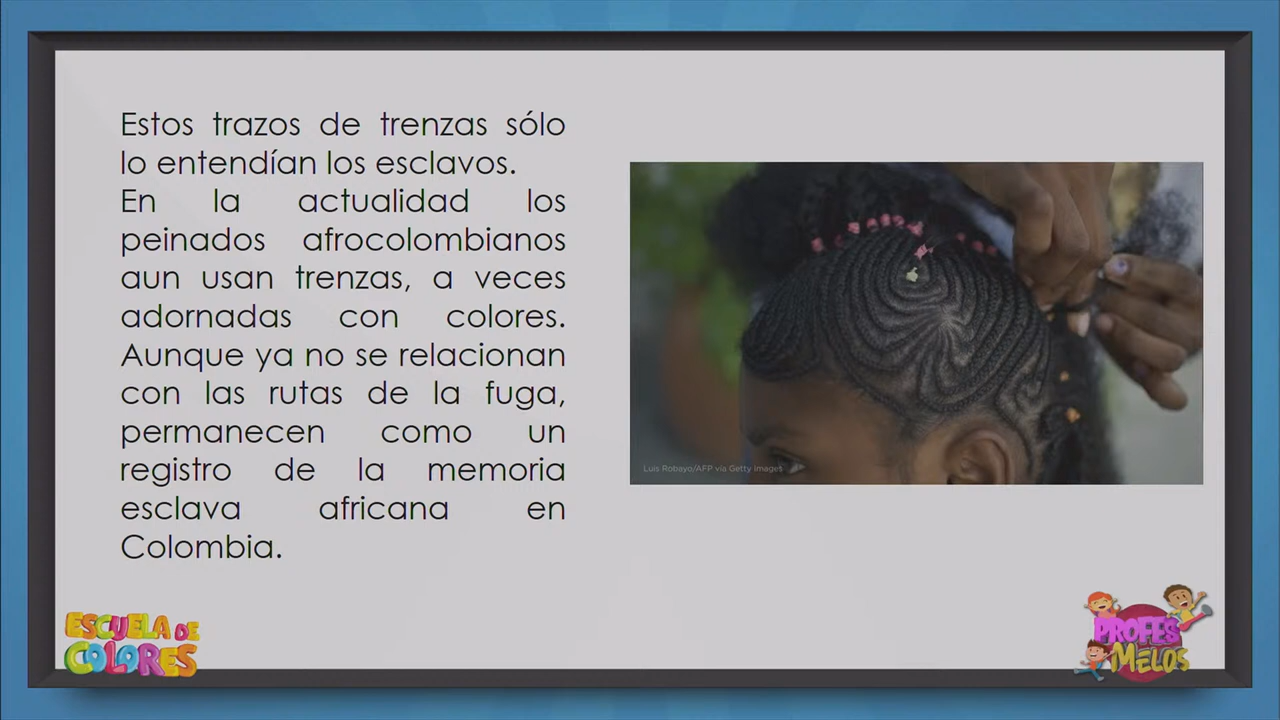 Estos trazos de trenzas sólo
lo entendían los esclavos.
En la actualidad los
peinados afrocolombianos
aun usan trenzas, a veces
adornadas con colores.
Aunque ya no se relacionan
con las rutas de la fuga,
permanecen como un
registro de la memoria
esclava africana en
Colombia.
Luis Robayo/AFP via Getty Images
ESCUELA DE
COLORES
PROFES
MELOS